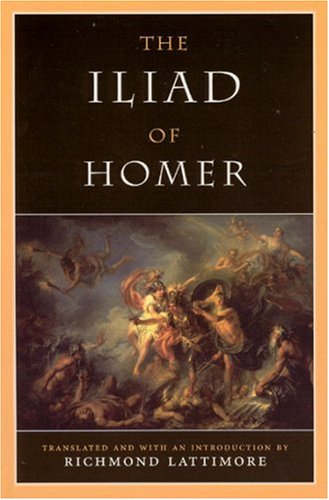 THE
ILIAD
OF
HOMER
TRANSLATED AND WITH AN INTRODUCTION BY
RICHMOND LATTIMORE